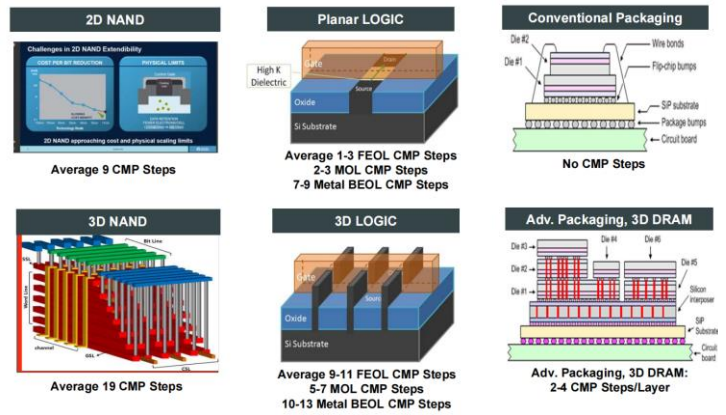 2D NAND
Challenges in 2D NAND Extendibility
COST PER BIT REDUCTION
PHYSICAL LIMITS
2D NAND approaching cost and physical scaling limits
Average 9 CMP Steps
Planar LOGIC
Gate
Drain
High K
Dielectric
Source
Oxide
Si Substrate
Average 1-3 FEOL CMP Steps
2-3 MOL CMP Steps
7-9 Metal BEOL CMP Steps
Conventional Packaging
Die #2
Die #1
Wire bonds
Flip-chip bumps
SiP substrate
Package bumps
Circuit board
No CMP Steps
3D NAND
Bit Line
SSL
Word Line
channel
GSL
CSL
Average 19 CMP Steps
3D LOGIC
Gate
Source
Oxide
Si Substrate
Average 9-11 FEOL CMP Steps
5-7 MOL CMP Steps
10-13 Metal BEOL CMP Steps
Adv. Packaging, 3D DRAM
Die #3
Die #4
Die #6
Die #2
Die #5
Die #1
Silicon
interposer
SiP
Substrate
Circuit
board
Adv. Packaging, 3D DRAM:
2-4 CMP Steps/Layer